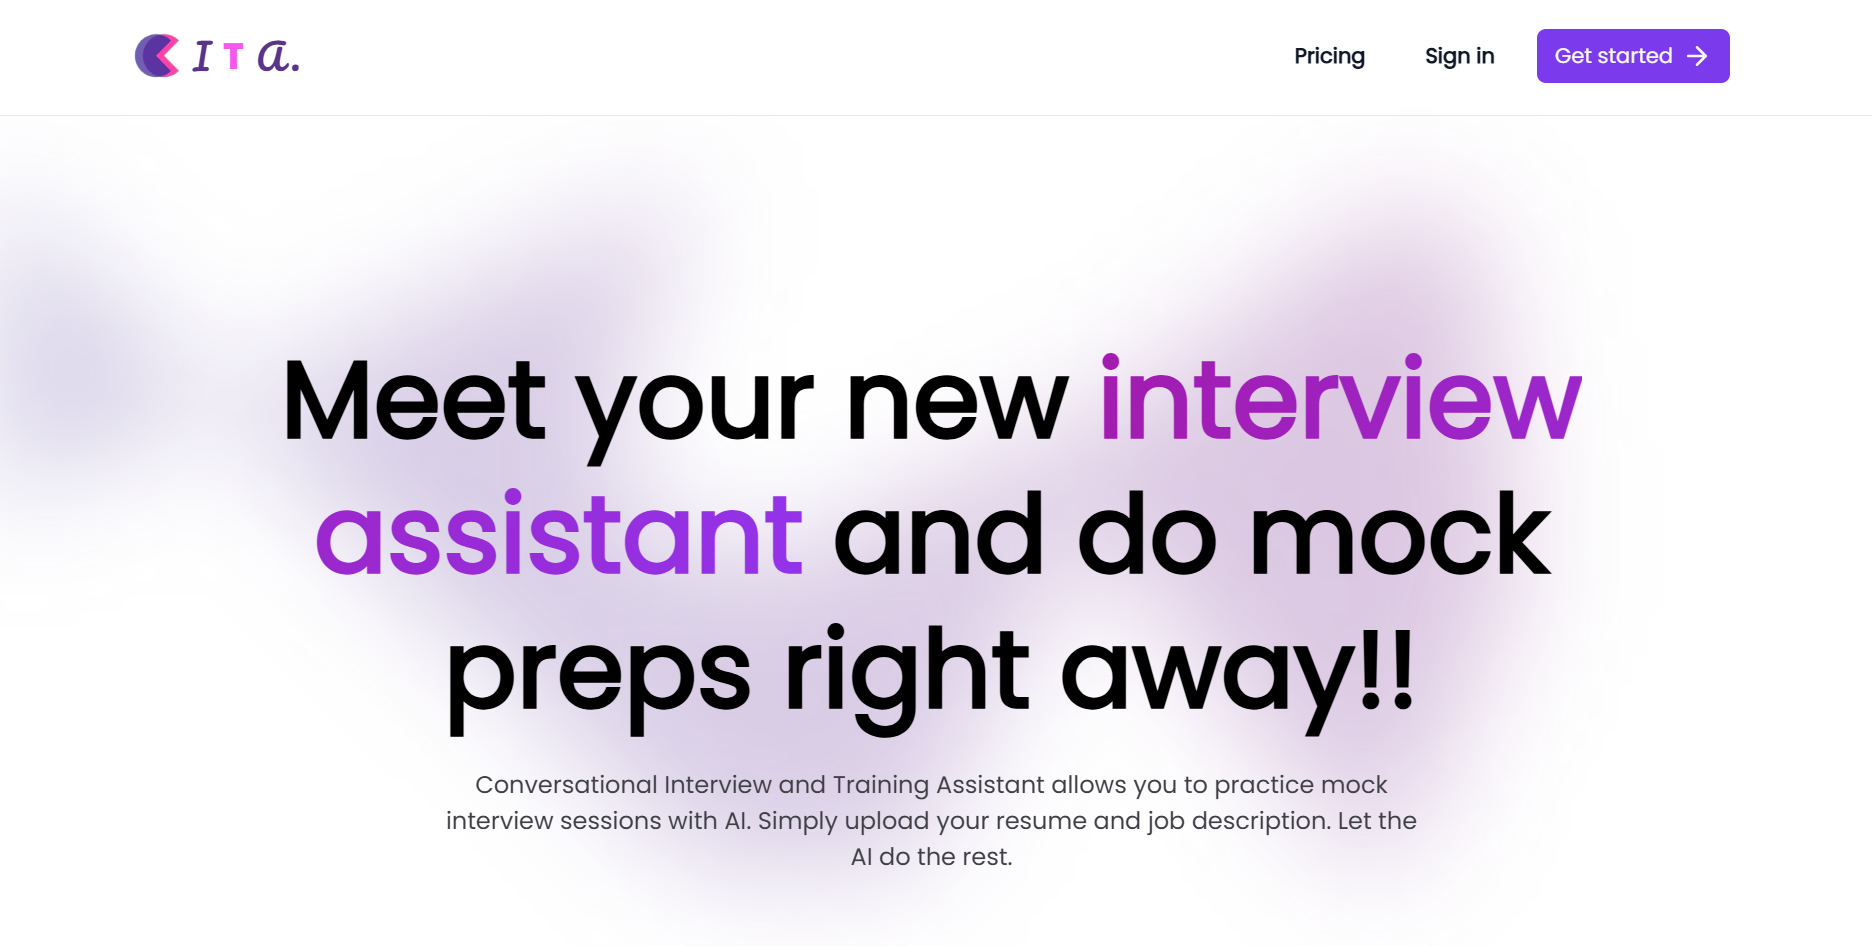 CITA.
Pricing
Sign in
Get started
Meet your new interview
assistant and do mock
preps right away!!
Conversational Interview and Training Assistant allows you to practice mock
interview sessions with AI. Simply upload your resume and job description. Let the
AI do the rest.